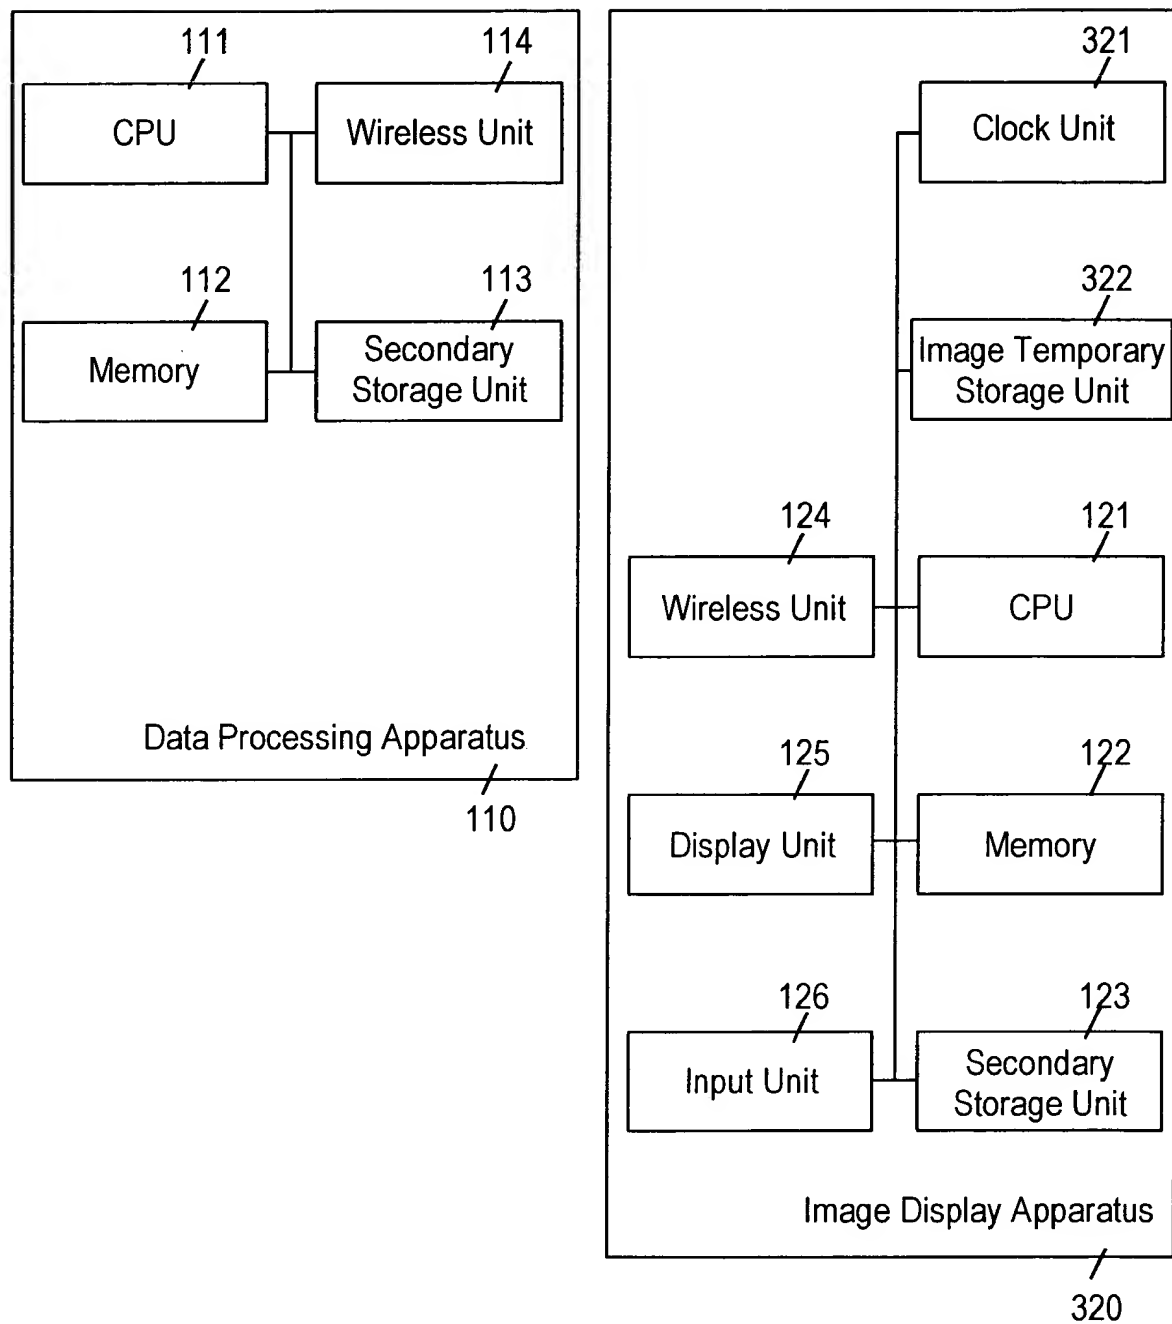 111
CPU
114
Wireless Unit
112
Memory
113
Secondary
Storage Unit
Data Processing Apparatus
110
321
Clock Unit
322
Image Temporary
Storage Unit
124
Wireless Unit
121
CPU
125
Display Unit
122
Memory
126
Input Unit
123
Secondary
Storage Unit
Image Display Apparatus
320